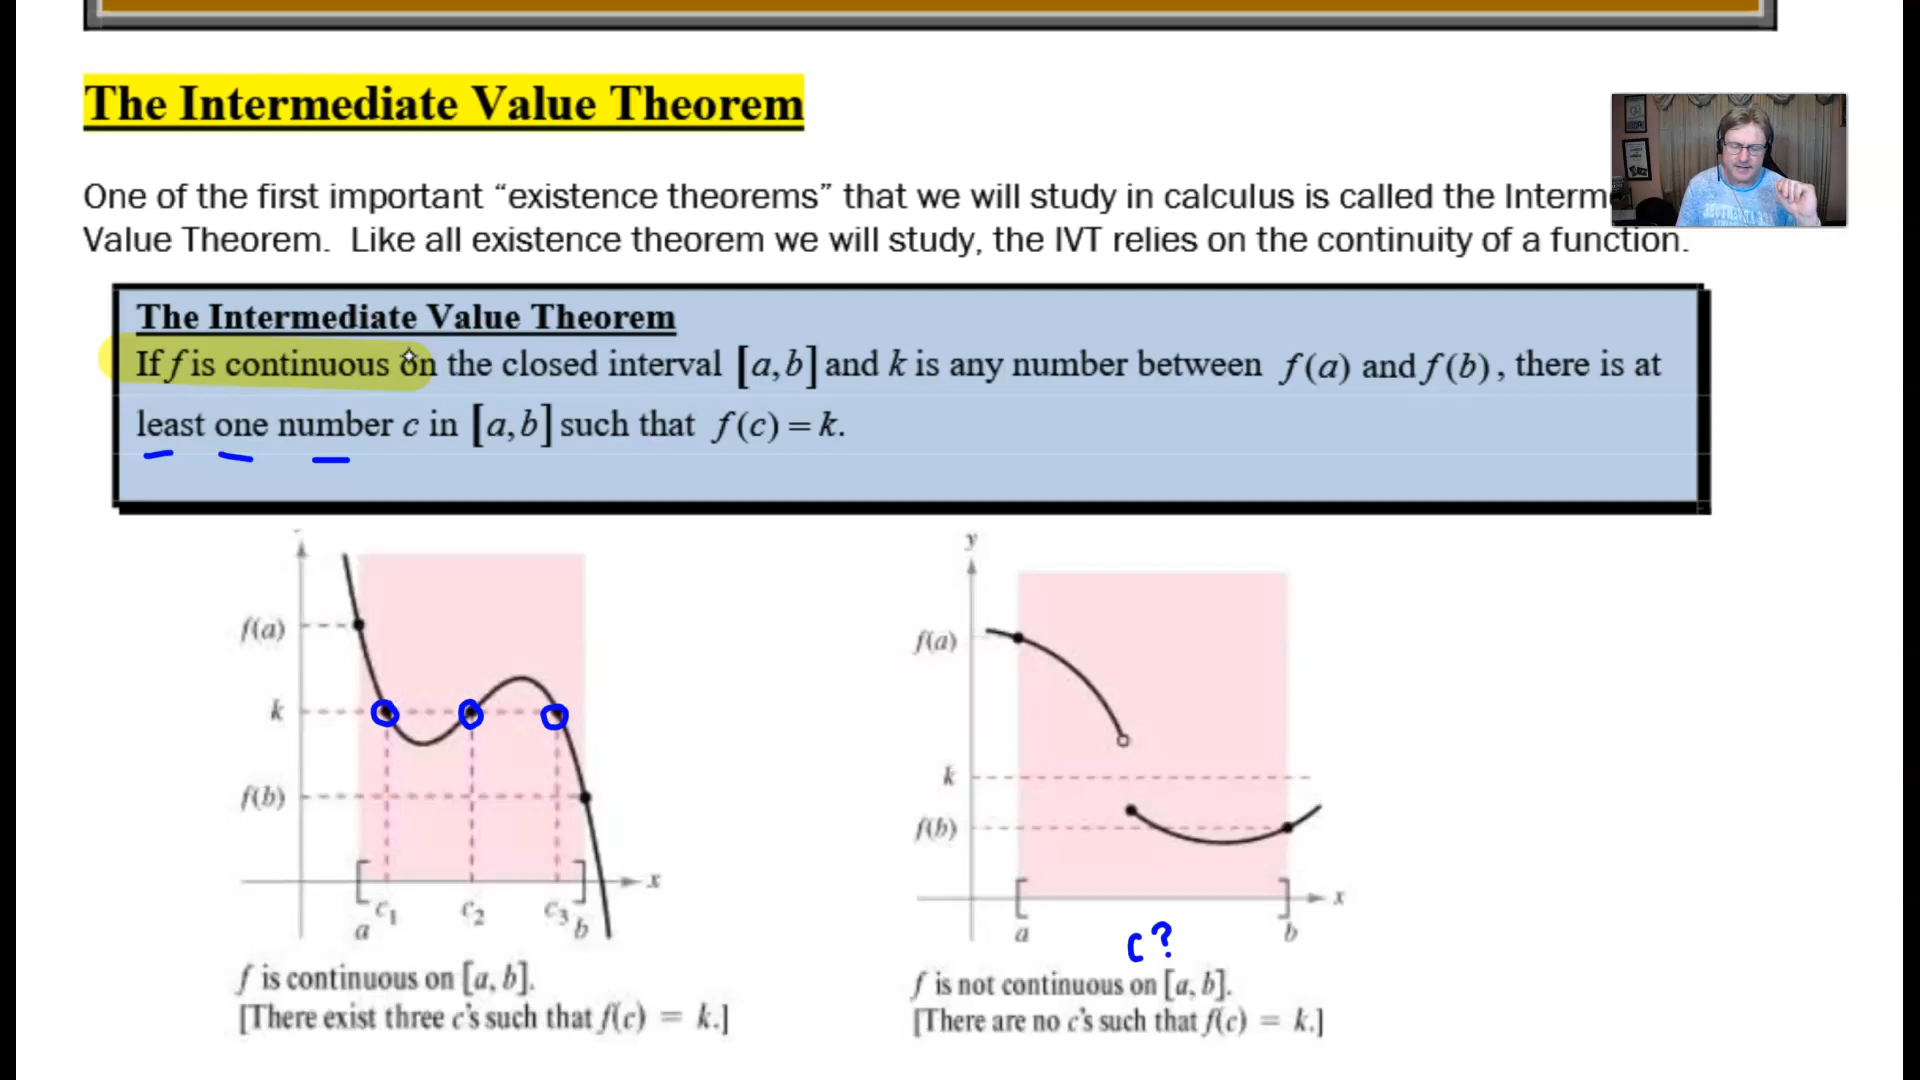 The Intermediate Value Theorem
One of the first important “existence theorems” that we will study in calculus is called the
Value Theorem. Like all existence theorem we will study, the IVT relies on the continuity of a function.
The Intermediate Value Theorem
If f is continuous on the closed interval [a,b] and k is any number between f(a) and f(b), there is at
least one number c in [a,b] such that f(c) = k.
f(a)
k
f(b)
x
c1 c2 c3
a b
f is continuous on [a, b].
[There exist three c's such that f(c) = k.]
y
f(a)
k
f(b)
x
a b
c?
f is not continuous on [a, b].
[There are no c's such that f(c) = k.]